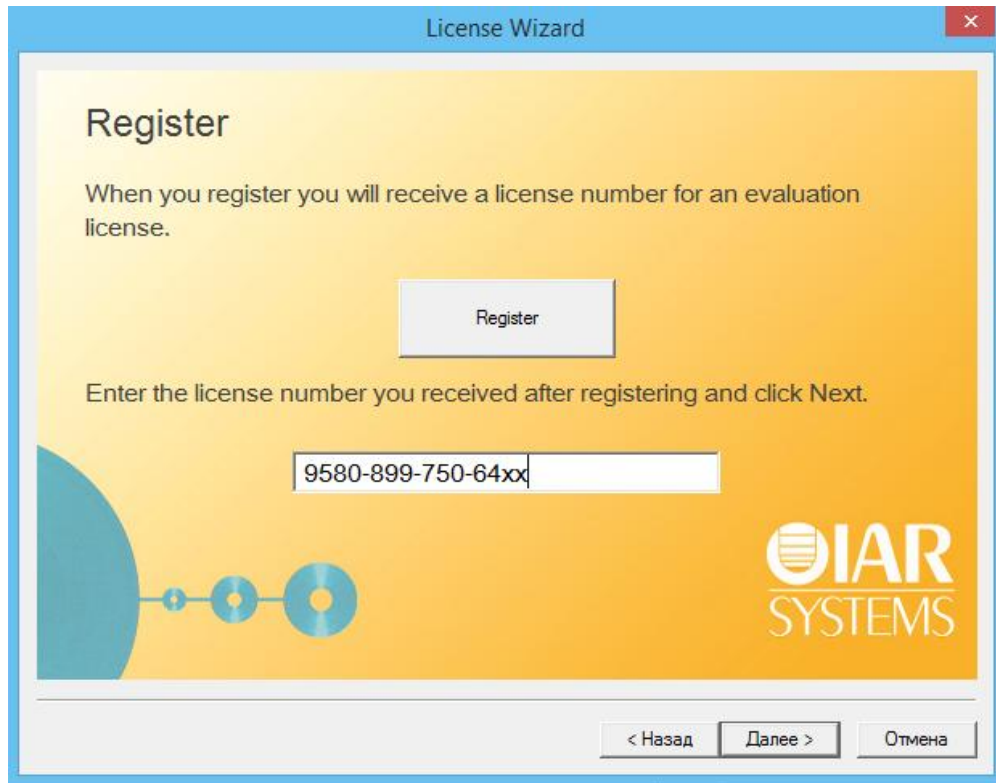 License Wizard
Register
When you register you will receive a license number for an evaluation
license.
Register
Enter the license number you received after registering and click Next.
9580-899-750-64xx
IAR
SYSTEMS
< Назад Далее > Отмена